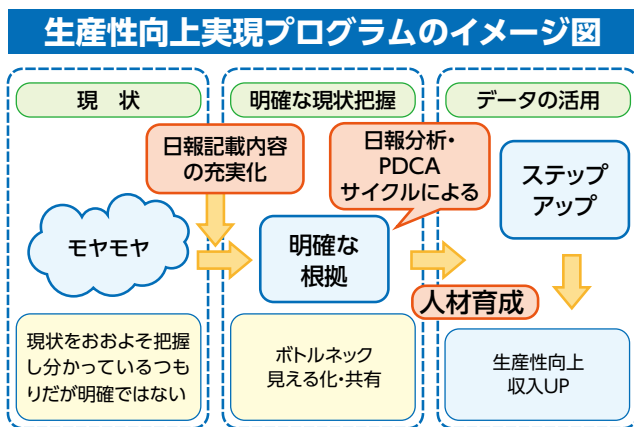 生産性向上実現プログラムのイメージ図
現 状
明確な現状把握
データの活用
日報記載内容
の充実化
日報分析・
PDCA
サイクルによる
ステップ
アップ
モヤモヤ
明確な
根拠
人材育成
現状をおおよそ把握
し分かっているつも
りだが明確ではない
ボトルネック
見える化・共有
生産性向上
収入UP